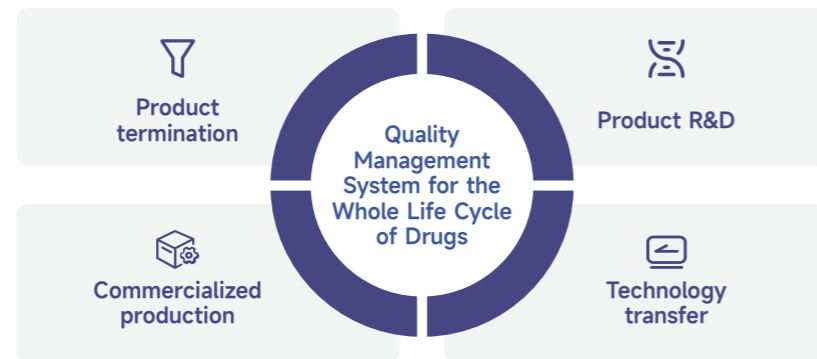 Product
termination
Product R&D
Quality
Management
System for the
Whole Life Cycle
of Drugs
Commercialized
production
Technology
transfer